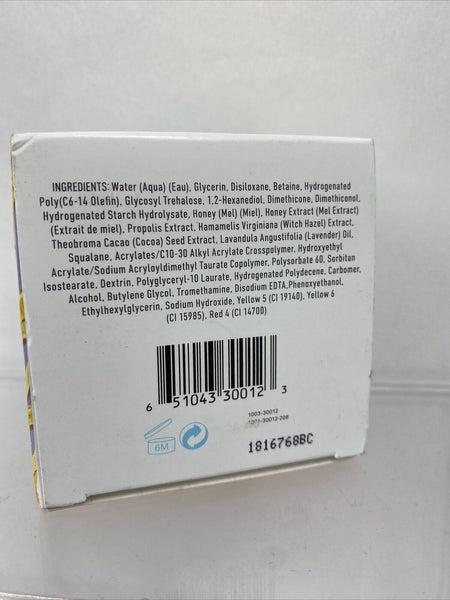 INGREDIENTS: Water (Aqua) (Eau), Glycerin, Disiloxane, Betaine, Hydrogenated
Poly(C6-14 Olefin), Glycosyl Trehalose, 1,2-Hexanediol, Dimethicone, Dimethiconol,
Hydrogenated Starch Hydrolysate, Honey (Mel) (Miel), Honey Extract (Mel Extract)
(Extrait de miel), Propolis Extract, Hamamelis Virginiana (Witch Hazel) Extract,
Theobroma Cacao (Cocoa) Seed Extract, Lavandula Angustifolia (Lavender) Oil,
Squalane, Acrylates/C10-30 Alkyl Acrylate Crosspolymer, Hydroxyethyl
Acrylate/Sodium Acryloyldimethyl Taurate Copolymer, Polysorbate 60, Sorbitan
Isostearate, Dextrin, Polyglyceryl-10 Laurate, Hydrogenated Polydecene, Carbomer,
Alcohol, Butylene Glycol, Tromethamine, Disodium EDTA,Phenoxyethanol,
Ethylhexylglycerin, Sodium Hydroxide, Yellow 5 (CI 19140), Yellow 6
(CI 15985), Red 4 (CI 14700)
6 51043 30012 3
1003-30012
1001-30012-208
6M
1816768BC